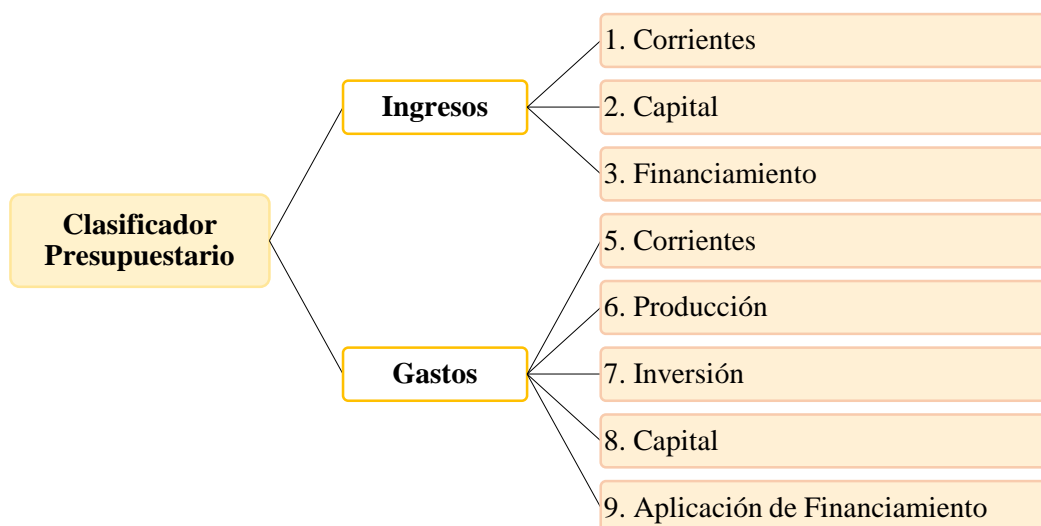 Clasificador
Presupuestario
Ingresos
1. Corrientes
2. Capital
3. Financiamiento
Gastos
5. Corrientes
6. Producción
7. Inversión
8. Capital
9. Aplicación de Financiamiento